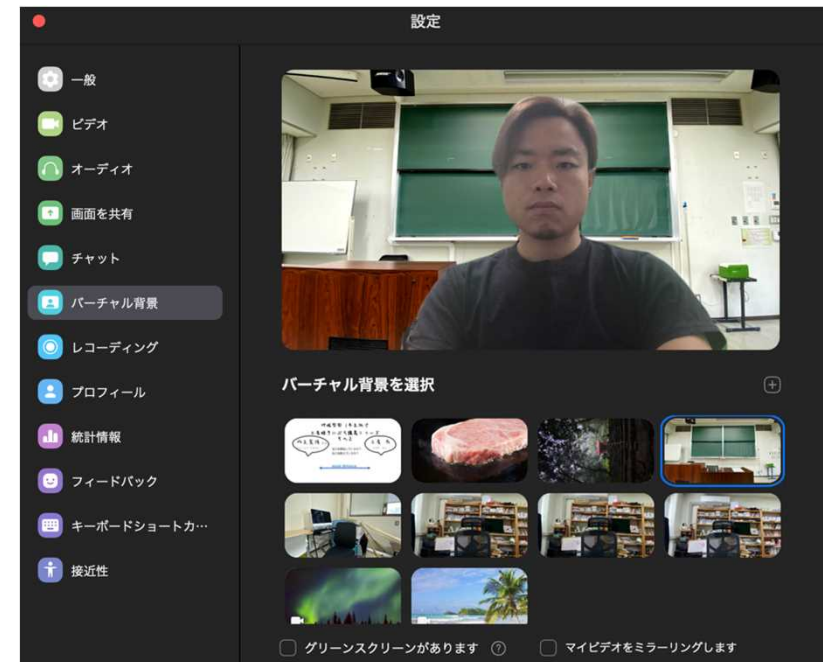 設定
一般
ビデオ
オーディオ
画面を共有
チャット
バーチャル背景
レコーディング
プロフィール
統計情報
フィードバック
キーボードショートカ…
接近性
バーチャル背景を選択
グリーンスクリーンがあります
マイビデオをミラーリングします